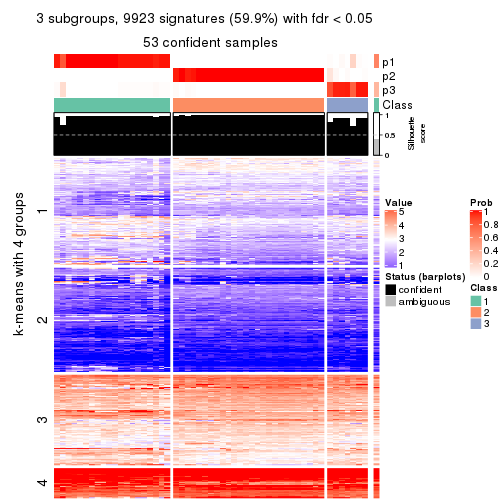 3 subgroups, 9923 signatures (59.9%) with fdr < 0.05
53 confident samples
p1
p2
p3
Class
1
0.5
0
Silhouette
score
k-means with 4 groups
1
2
3
4
Value
5
4
3
2
1
Status (barplots)
confident
ambiguous
Prob
1
0.8
0.6
0.4
0.2
0
Class
1
2
3